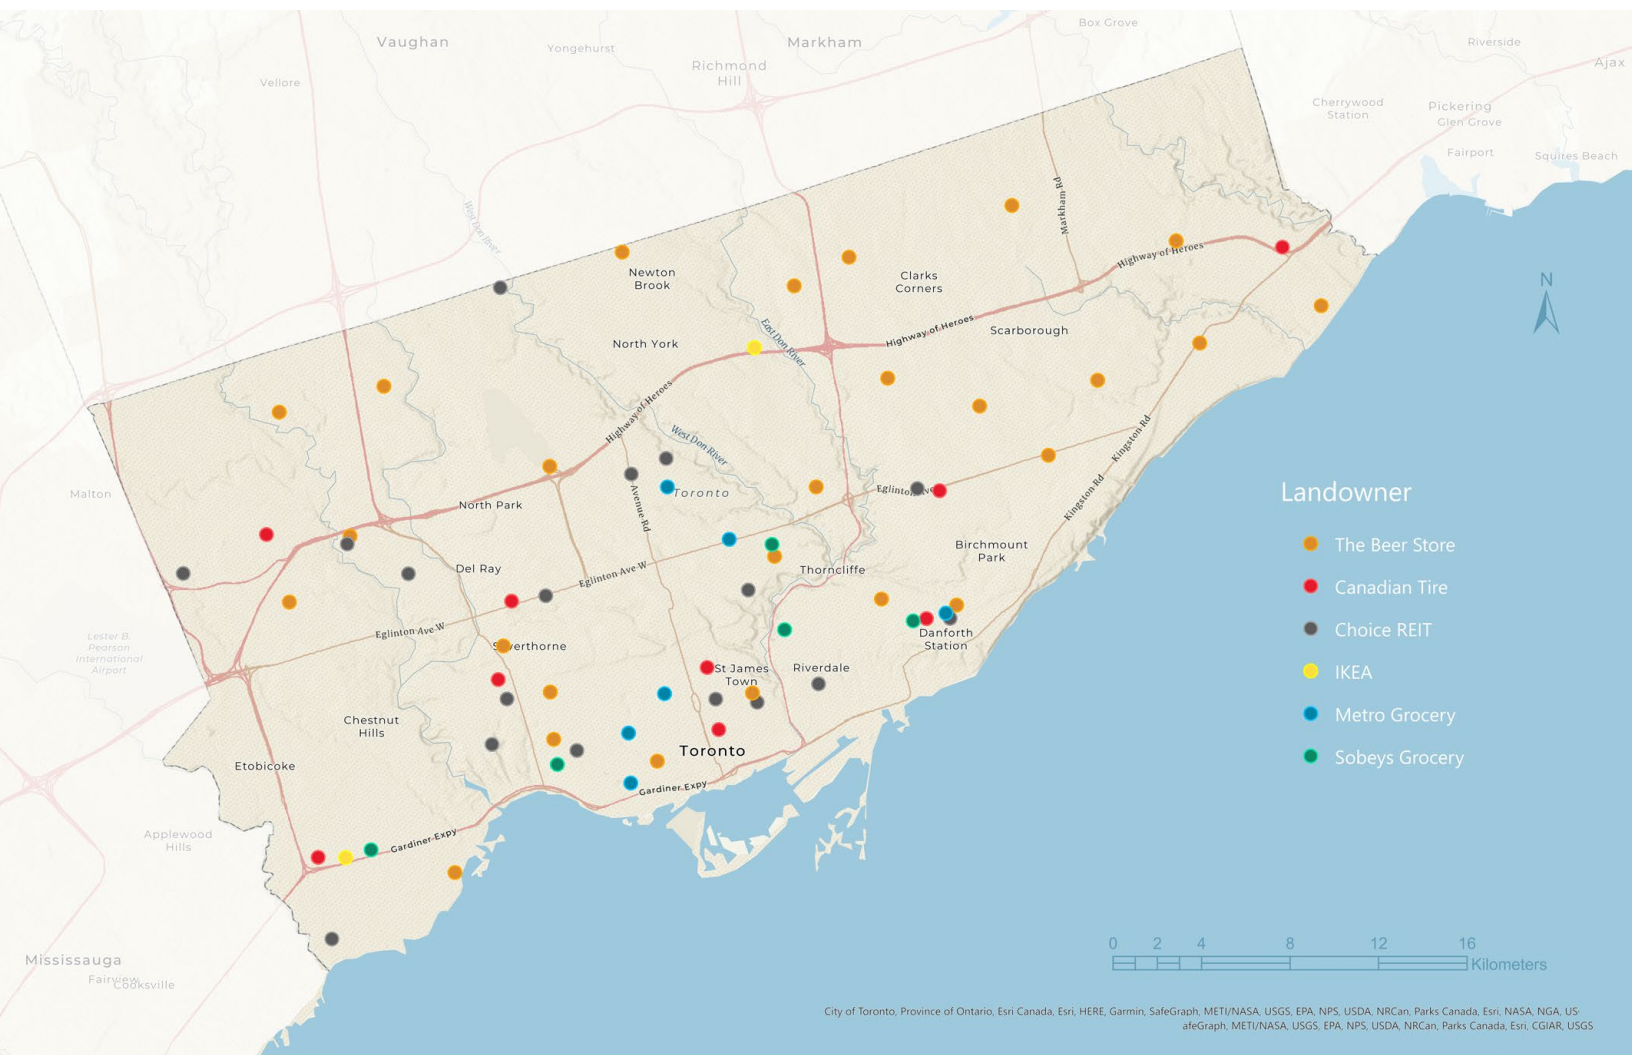 Box Grove
Vaughan
Yongehurst
Markham
Riverside
Ajax
Richmond
Hill
Vellore
Cherrywood
Station
Pickering
Glen Grove
Fairport
Squires Beach
West Don River
Markham Rd
Highway of Heroes
Newton
Brook
Clarks
Corners
N
East Don River
Highway of Heroes
Scarborough
North York
Highway of Heroes
West Don River
Kingston Rd
Malton
Toronto
Eglinton Ave
Kingston Rd
Landowner
North Park
Avenue Rd
The Beer Store
Birchmount
Park
Del Ray
Eglinton Ave W
Thorncliffe
Canadian Tire
Eglinton Ave W
Choice REIT
Lester B.
Pearson
International
Airport
Danforth
Station
S verthorne
St James
Town
Riverdale
IKEA
Chestnut
Hills
Metro Grocery
Toronto
Sobeys Grocery
Etobicoke
Gardiner Expy
Applewood
Hills
Gardiner Expy
0 2 4 8 12 16
Kilometers
Mississauga
Fairview
Cooksville
City of Toronto, Province of Ontario, Esri Canada, Esri, HERE, Garmin, SafeGraph, METI/NASA, USGS, EPA, NPS, USDA, NRCan, Parks Canada, Esri, NASA, NGA, US
afeGraph, METI/NASA, USGS, EPA, NPS, USDA, NRCan, Parks Canada, Esri, CGIAR, USGS